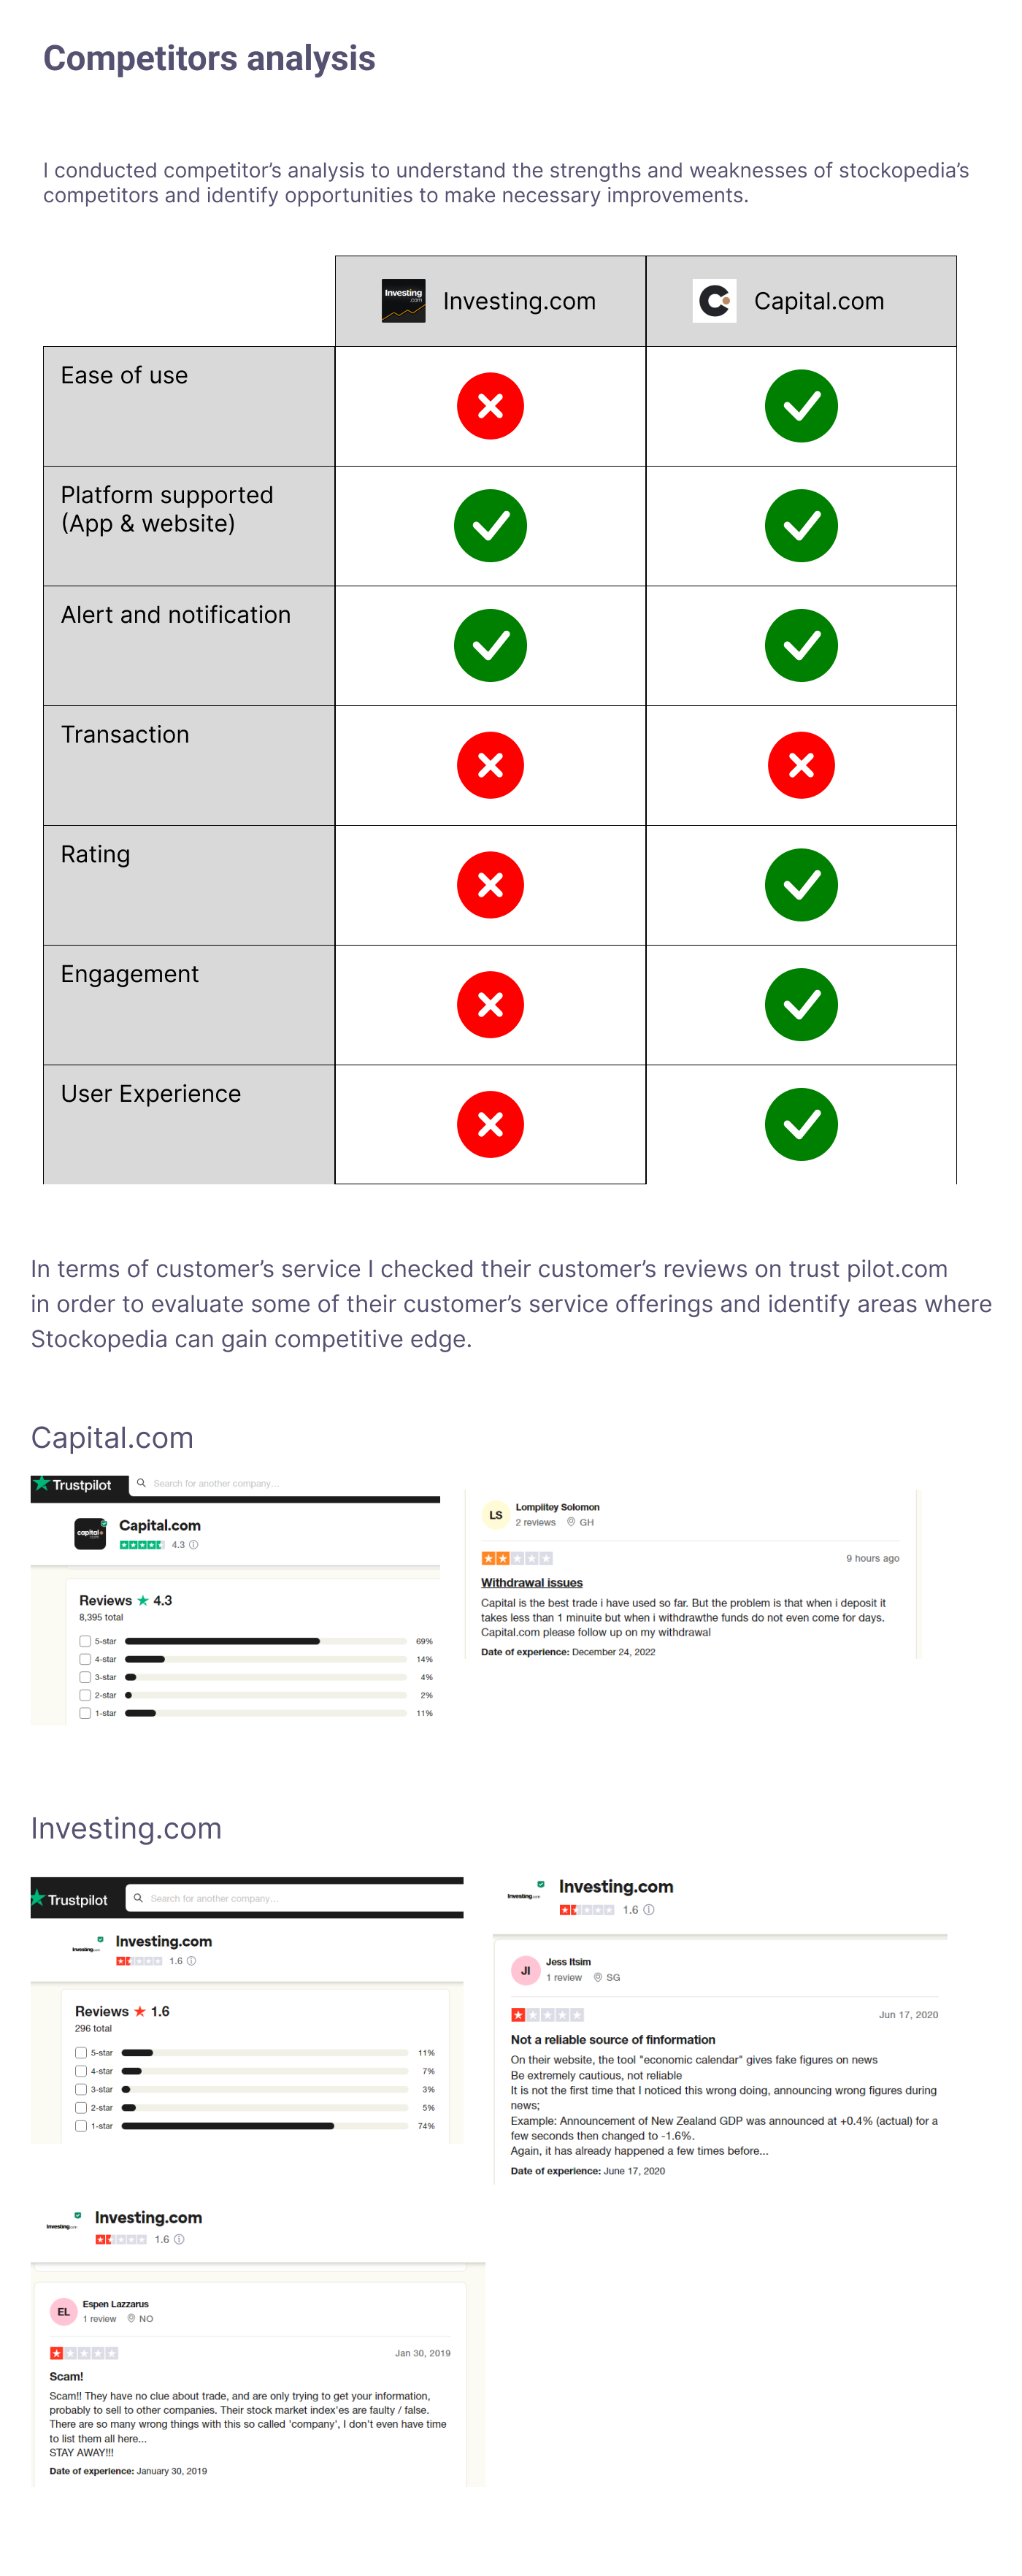 Competitors analysis
I conducted competitor’s analysis to understand the strengths and weaknesses of stockopedia’s
competitors and identify opportunities to make necessary improvements.
Investing
.com
Investing.com
Capital.com
Ease of use
Platform supported
(App & website)
Alert and notification
Transaction
Rating
Engagement
User Experience
In terms of customer’s service I checked their customer’s reviews on trust pilot.com
in order to evaluate some of their customer’s service offerings and identify areas where
Stockopedia can gain competitive edge.
Capital.com
Trustpilot
Search for another company...
capital
.com
Capital.com
4.3
Reviews ★ 4.3
8,395 total
5-star 69%
4-star 14%
3-star 4%
2-star 2%
1-star 11%
LS
Lompiitey Solomon
2 reviews GH
9 hours ago
Withdrawal issues
Capital is the best trade i have used so far. But the problem is that when i deposit it
takes less than 1 minuite but when i withdrawthe funds do not even come for days.
Capital.com please follow up on my withdrawal
Date of experience: December 24, 2022
Investing.com
Trustpilot
Search for another company...
Investing.com
Investing.com
1.6
Reviews ★ 1.6
296 total
5-star 11%
4-star 7%
3-star 3%
2-star 5%
1-star 74%
Investing.com
Investing.com
1.6
JI
Jess Itsim
1 review SG
Jun 17, 2020
Not a reliable source of finformation
On their website, the tool "economic calendar" gives fake figures on news
Be extremely cautious, not reliable
It is not the first time that I noticed this wrong doing, announcing wrong figures during
news;
Example: Announcement of New Zealand GDP was announced at +0.4% (actual) for a
few seconds then changed to -1.6%.
Again, it has already happened a few times before...
Date of experience: June 17, 2020
Investing.com
Investing.com
1.6
EL
Espen Lazzarus
1 review NO
Jan 30, 2019
Scam!
Scam!! They have no clue about trade, and are only trying to get your information,
probably to sell to other companies. Their stock market index'es are faulty / false.
There are so many wrong things with this so called 'company', I don't even have time
to list them all here...
STAY AWAY!!!
Date of experience: January 30, 2019